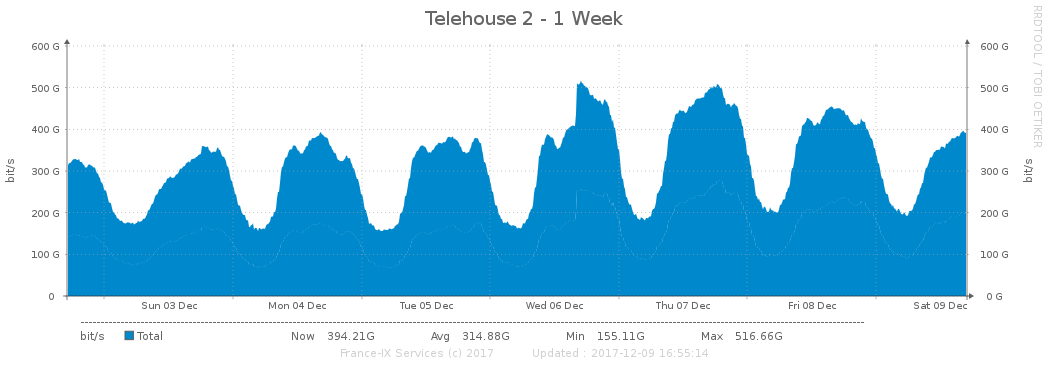 Telehouse 2 - 1 Week
RRDTOOL / TOBI OETIKER
600 G
600 G
500 G
500 G
400 G
400 G
300 G
300 G
200 G
200 G
100 G
100 G
0
0 G
bit/s
bit/s
Sun 03 Dec
Mon 04 Dec
Tue 05 Dec
Wed 06 Dec
Thu 07 Dec
Fri 08 Dec
Sat 09 Dec
bit/s Total Now 394.21G Avg 314.88G Min 155.11G Max 516.66G
France-IX Services (c) 2017 Updated : 2017-12-09 16:55:14